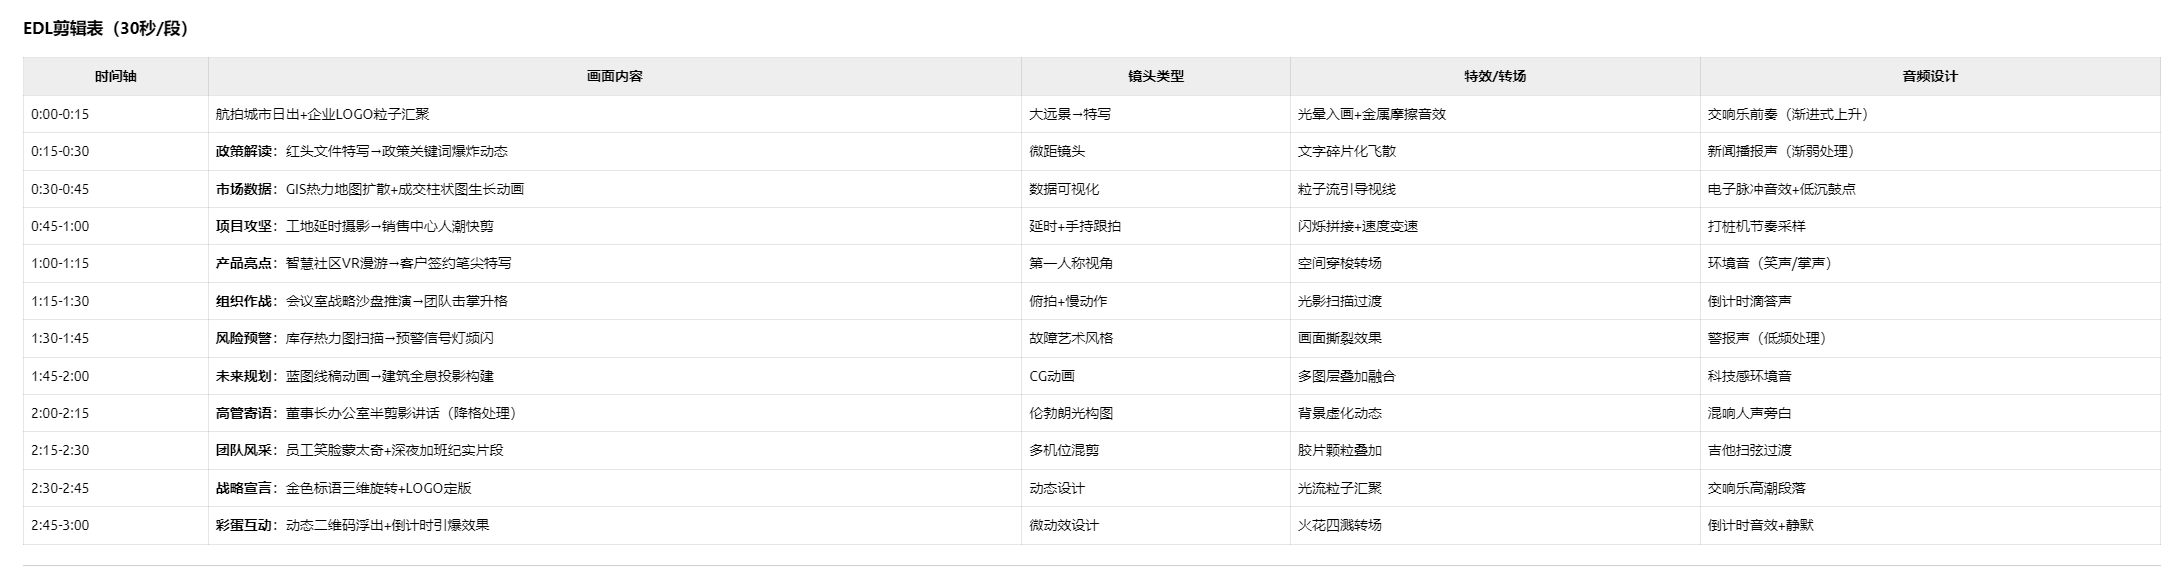 EDL剪辑表（30秒/段）
时间轴 画面内容 镜头类型 特效/转场 音频设计
0:00-0:15 航拍城市日出+企业LOGO粒子汇聚 大远景→特写 光晕入画+金属摩擦音效 交响乐前奏（渐进式上升）
0:15-0:30 政策解读：红头文件特写→政策关键词爆炸动态 微距镜头 文字碎片化飞散 新闻播报声（渐弱处理）
0:30-0:45 市场数据：GIS热力地图扩散+成交柱状图生长动画 数据可视化 粒子流引导视线 电子脉冲音效+低沉鼓点
0:45-1:00 项目攻坚：工地延时摄影→销售中心人潮快剪 延时+手持跟拍 闪烁拼接+速度变速 打桩机节奏采样
1:00-1:15 产品亮点：智慧社区VR漫游→客户签约笔尖特写 第一人称视角 空间穿梭转场 环境音（笑声/掌声）
1:15-1:30 组织作战：会议室战略沙盘推演→团队击掌升格 俯拍+慢动作 光影扫描过渡 倒计时滴答声
1:30-1:45 风险预警：库存热力图扫描→预警信号灯频闪 故障艺术风格 画面撕裂效果 警报声（低频处理）
1:45-2:00 未来规划：蓝图线稿动画→建筑全息投影构建 CG动画 多图层叠加融合 科技感环境音
2:00-2:15 高管寄语：董事长办公室半剪影讲话（降格处理） 伦勃朗光构图 背景虚化动态 混响人声旁白
2:15-2:30 团队风采：员工笑脸蒙太奇+深夜加班纪实片段 多机位混剪 胶片颗粒叠加 吉他扫弦过渡
2:30-2:45 战略宣言：金色标语三维旋转+LOGO定版 动态设计 光流粒子汇聚 交响乐高潮段落
2:45-3:00 彩蛋互动：动态二维码浮出+倒计时引爆效果 微动效设计 火花四溅转场 倒计时音效+静默